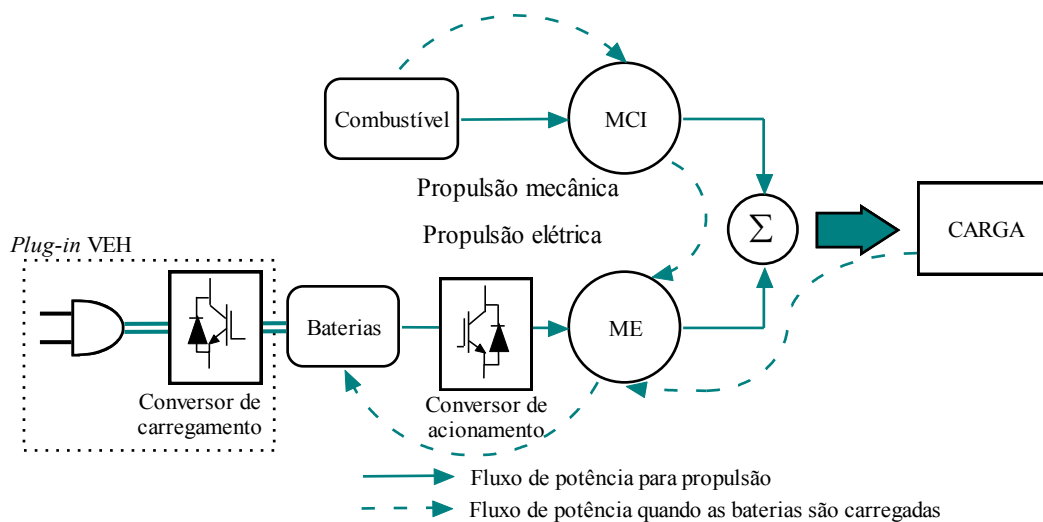 Combustível
MCI
Propulsão mecânica
Propulsão elétrica
Σ
CARGA
Plug-in VEH
Baterias
ME
Conversor de
carregamento
Conversor de
acionamento
Fluxo de potência para propulsão
Fluxo de potência quando as baterias são carregadas